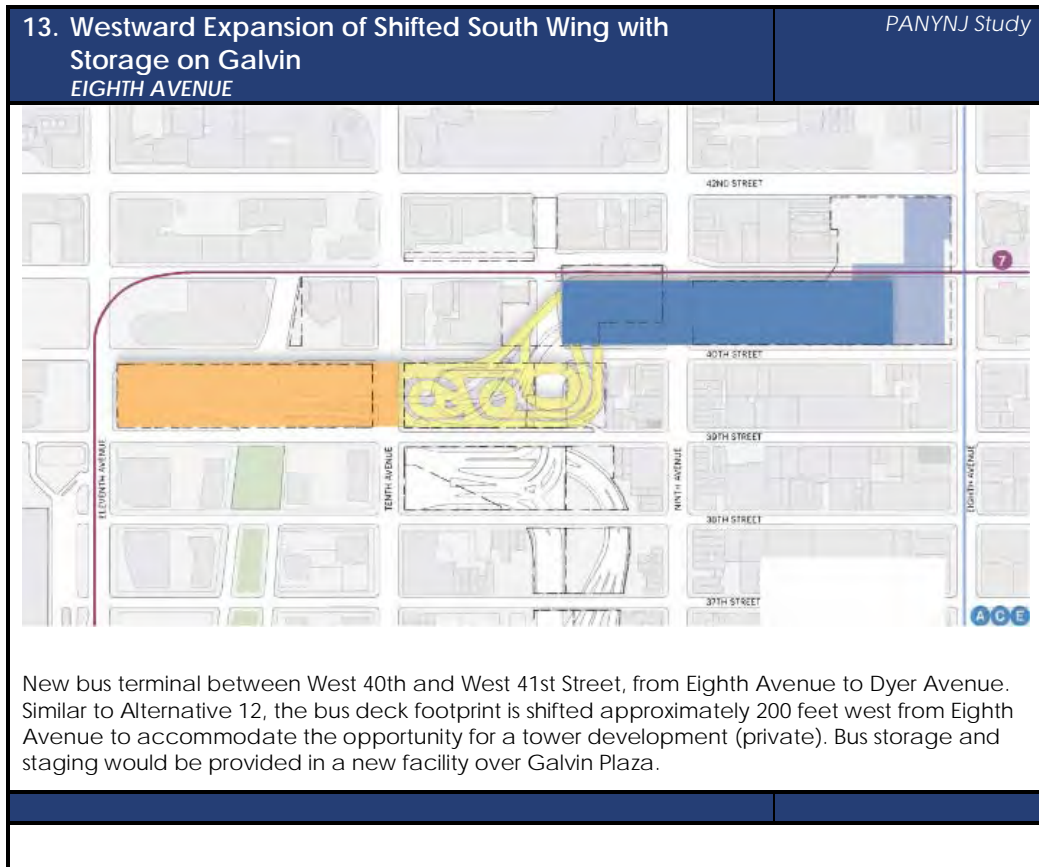 13. Westward Expansion of Shifted South Wing with
Storage on Galvin
EIGHTH AVENUE
PANYNJ Study
42ND STREET
7
40TH STREET
39TH STREET
ELEVENTH AVENUE
TENTH AVENUE
NINTH AVENUE
EIGHTH AVENUE
38TH STREET
37TH STREET
A C E
New bus terminal between West 40th and West 41st Street, from Eighth Avenue to Dyer Avenue.
Similar to Alternative 12, the bus deck footprint is shifted approximately 200 feet west from Eighth
Avenue to accommodate the opportunity for a tower development (private). Bus storage and
staging would be provided in a new facility over Galvin Plaza.